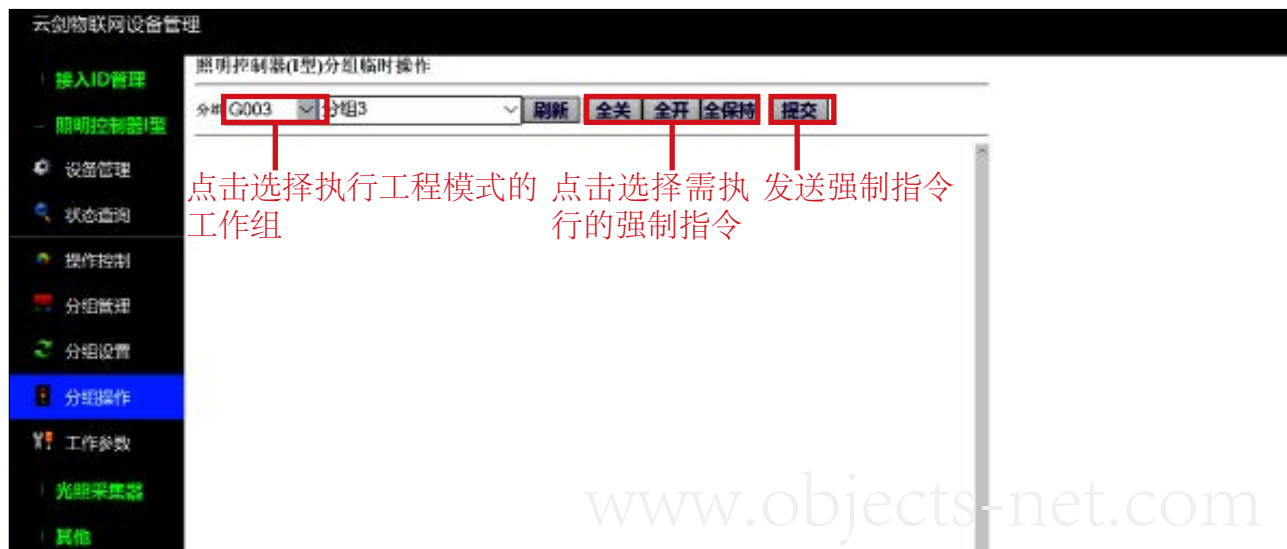 云剑物联网设备管理
接入ID管理
照明控制器(I型)分组临时操作
分组 G003 分组3 刷新 全关 全开 全保持 提交
照明控制器I型
设备管理
点击选择执行工程模式的
工作组
点击选择需执
行的强制指令
发送强制指令
状态查询
操作控制
分组管理
分组设置
分组操作
工作参数
光照采集器
其他
www.objects-net.com